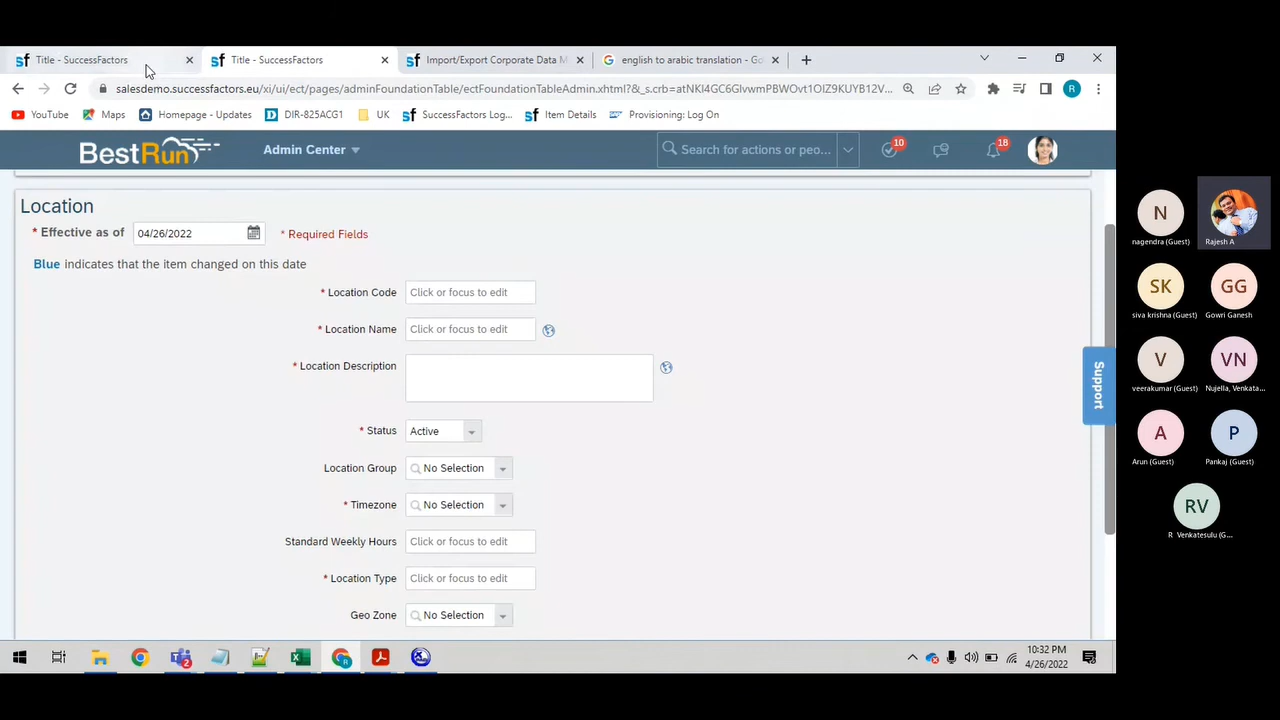 Title - SuccessFactors
Title - SuccessFactors
Import/Export Corporate Data M
english to arabic translation - Go
salesdemo.successfactors.eu/xi/ui/ect/pages/adminFoundationTable/ectFoundationTableAdmin.xhtml?&_s.crb=atNKl4GC6GlvwmPBWOvt1OIZ9KUYB12V...
R
YouTube
Maps
Homepage - Updates
DIR-825ACG1
UK
SuccessFactors Log...
Item Details
Provisioning: Log On
BestRun
Admin Center
Search for actions or peo...
10
18
Location
* Effective as of 04/26/2022 * Required Fields
Blue indicates that the item changed on this date
* Location Code Click or focus to edit
* Location Name Click or focus to edit
* Location Description
* Status Active
Location Group No Selection
* Timezone No Selection
Standard Weekly Hours Click or focus to edit
* Location Type Click or focus to edit
Geo Zone No Selection
Support
2
10:32 PM
4/26/2022
N
nagendra (Guest)
Rajesh A
SK
siva krishna (Guest)
GG
Gowri Ganesh
V
veerakumar (Guest)
VN
Nujella, Venkata...
A
Arun (Guest)
P
Pankaj (Guest)
RV
R Venkatesulu (G...